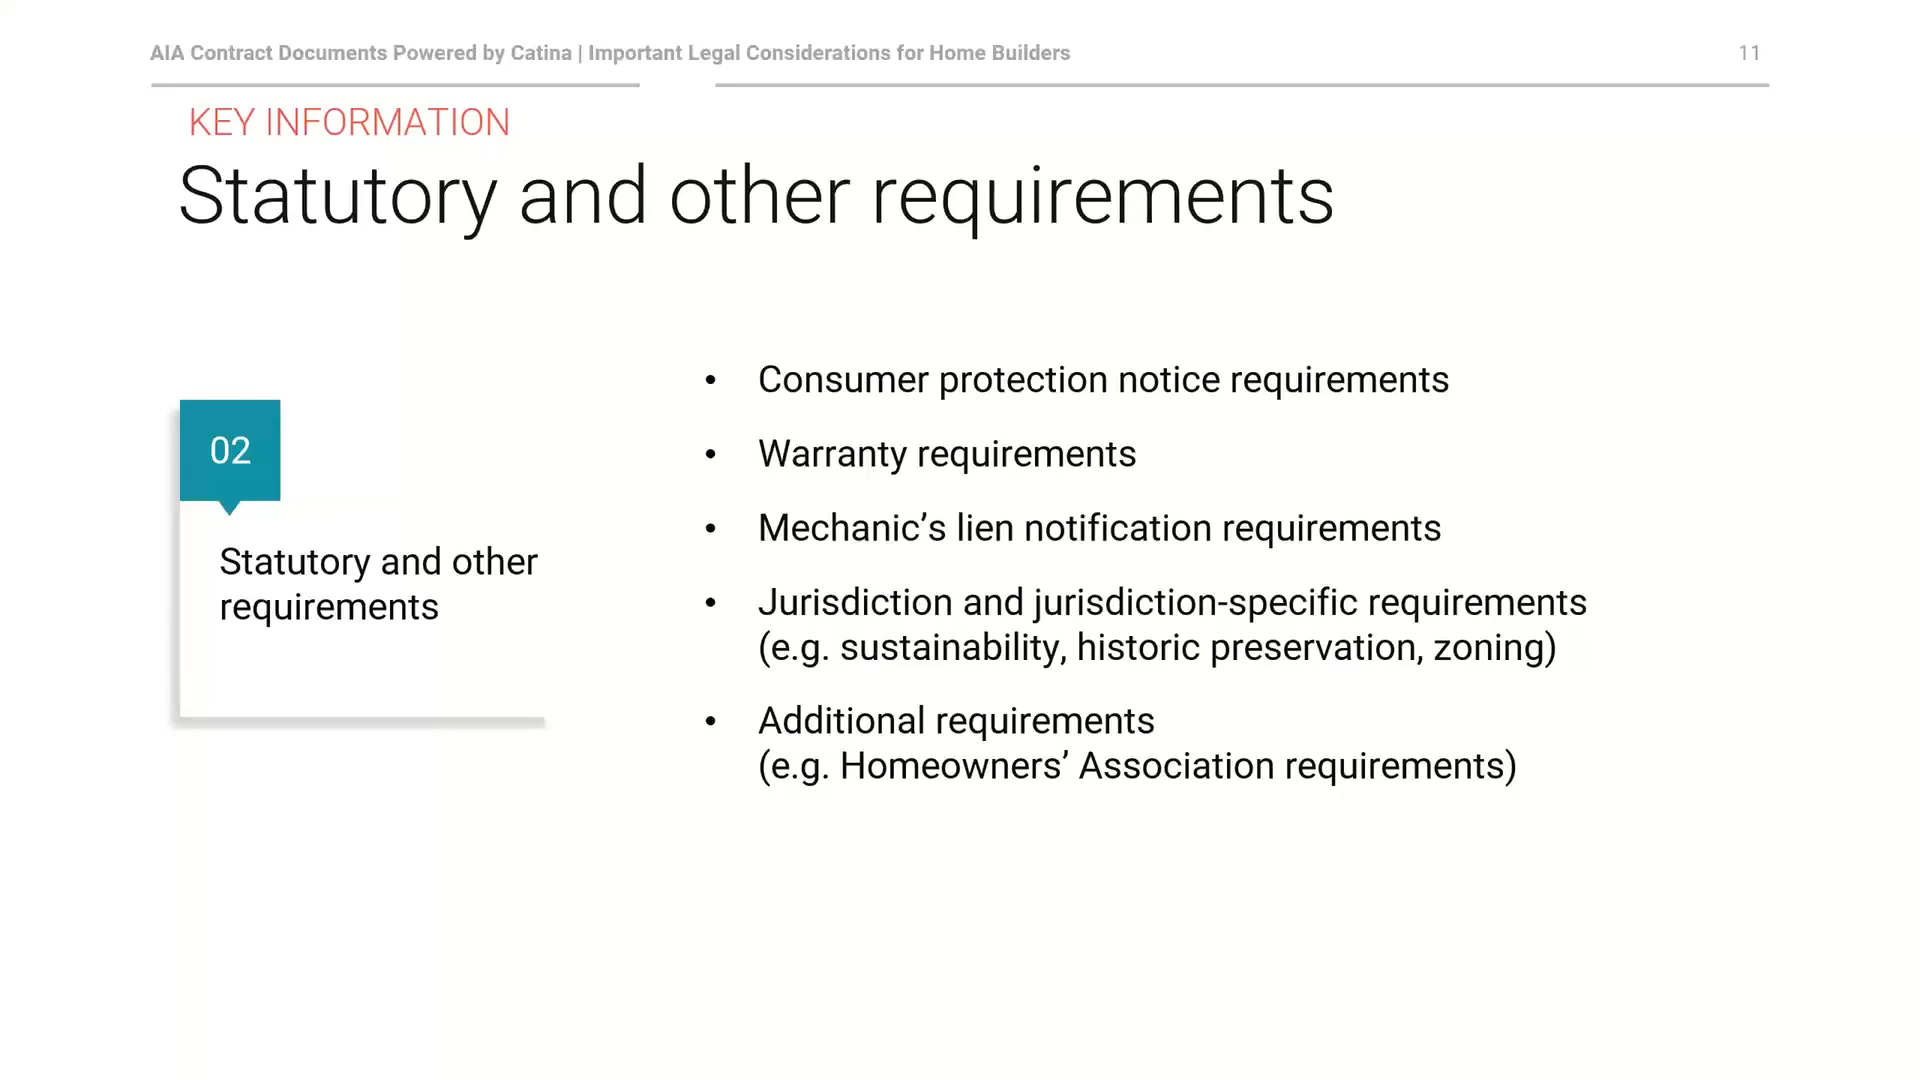 AIA Contract Documents Powered by Catina | Important Legal Considerations for Home Builders
11
KEY INFORMATION
Statutory and other requirements
02
Statutory and other
requirements
• Consumer protection notice requirements
• Warranty requirements
• Mechanic’s lien notification requirements
• Jurisdiction and jurisdiction-specific requirements
(e.g. sustainability, historic preservation, zoning)
• Additional requirements
(e.g. Homeowners’ Association requirements)